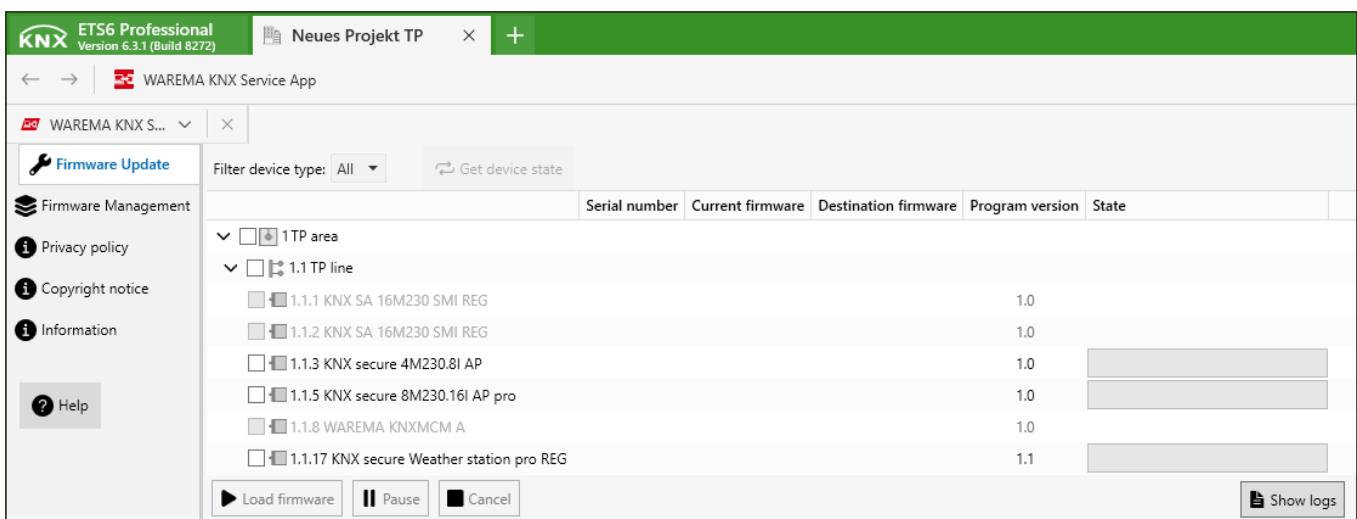 KNX ETS6 Professional
Version 6.3.1 (Build 8272)
Neues Projekt TP
WAREMA KNX Service App
WAREMA KNX S...
Firmware Update
Firmware Management
Privacy policy
Copyright notice
Information
Help
Filter device type: All
Get device state
Serial number Current firmware Destination firmware Program version State
1 TP area
1.1 TP line
1.1.1 KNX SA 16M230 SMI REG 1.0
1.1.2 KNX SA 16M230 SMI REG 1.0
1.1.3 KNX secure 4M230.8I AP 1.0
1.1.5 KNX secure 8M230.16I AP pro 1.0
1.1.8 WAREMA KNXMCM A 1.0
1.1.17 KNX secure Weather station pro REG 1.1
Load firmware Pause Cancel Show logs